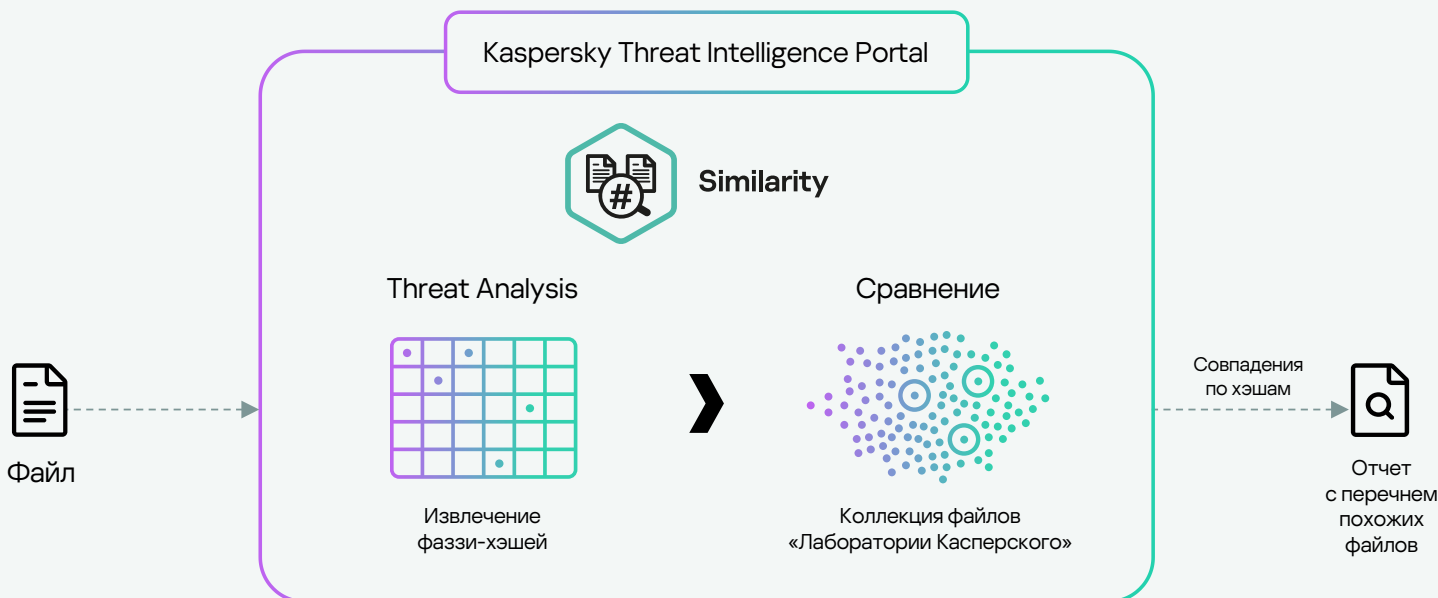 Kaspersky Threat Intelligence Portal
#
Similarity
Threat Analysis
Сравнение
Файл
Извлечение
фаззи-хэшей
Коллекция файлов
«Лаборатории Касперского»
Совпадения
по хэшам
Отчет
с перечнем
похожих
файлов